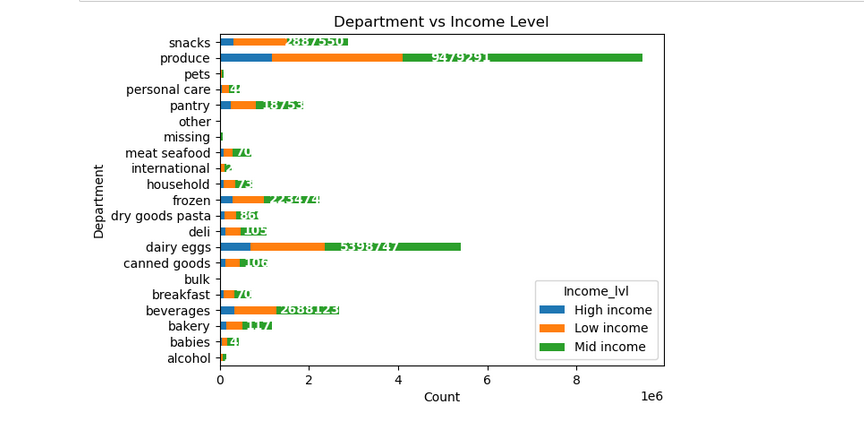 Department vs Income Level
snacks 2887550
produce 9479291
pets
personal care
pantry
other
missing
meat seafood
international
household
frozen
dry goods pasta
deli
dairy eggs 5398747
canned goods
bulk
breakfast
beverages 2688123
bakery
babies
alcohol
Department
Income_lvl
High income
Low income
Mid income
0 2 4 6 8
1e6
Count